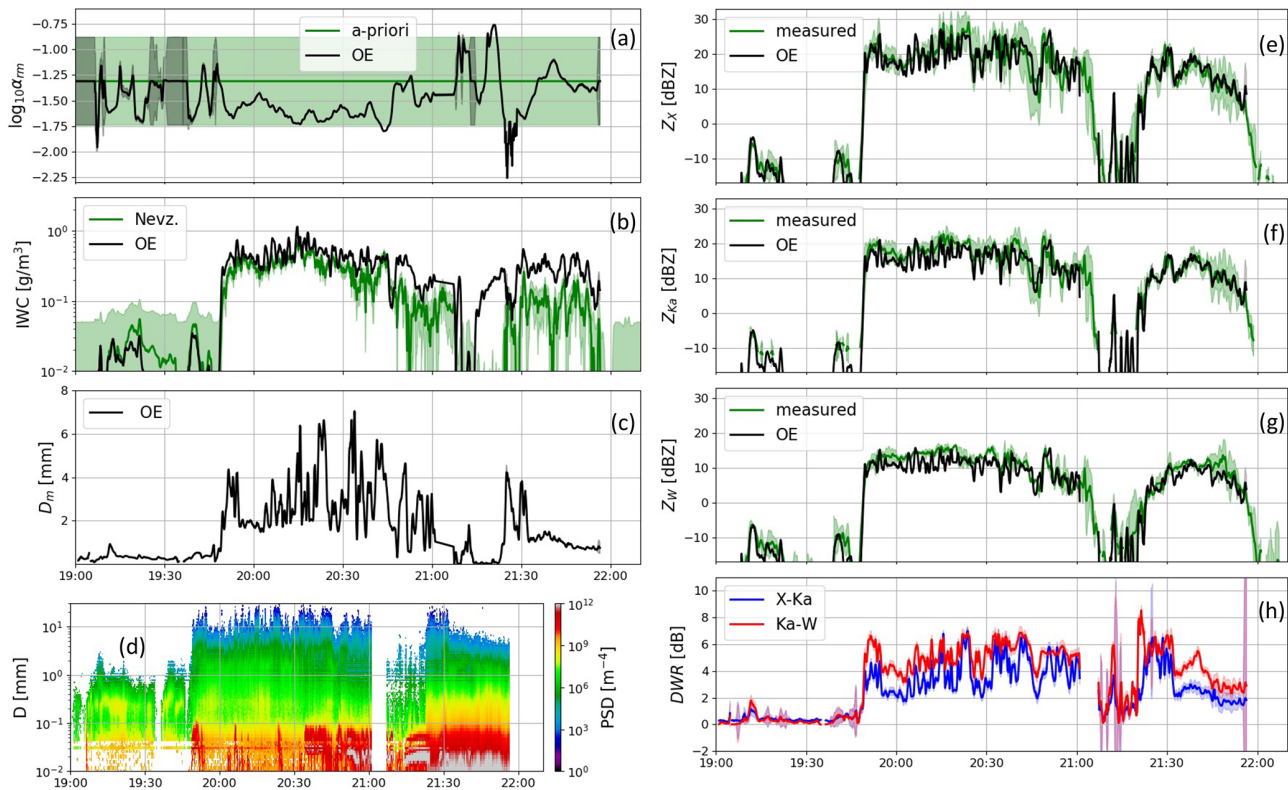 (a)
a-priori
OE
log₁₀α_rm
−0.75
−1.00
−1.25
−1.50
−1.75
−2.00
−2.25
(b)
Nevz.
OE
IWC [g/m³]
10⁰
10⁻¹
10⁻²
(c)
OE
D_m [mm]
8
6
4
2
19:00 19:30 20:00 20:30 21:00 21:30 22:00
(d)
D [mm]
10¹
10⁰
10⁻¹
10⁻²
19:00 19:30 20:00 20:30 21:00 21:30 22:00
10¹²
10⁹
10⁶
10³
10⁰
PSD [m⁻⁴]
(e)
measured
OE
Z_X [dBZ]
30
20
10
0
−10
(f)
measured
OE
Z_Ka [dBZ]
30
20
10
0
−10
(g)
measured
OE
Z_W [dBZ]
30
20
10
0
−10
(h)
X-Ka
Ka-W
DWR [dB]
10
8
6
4
2
0
−2
19:00 19:30 20:00 20:30 21:00 21:30 22:00